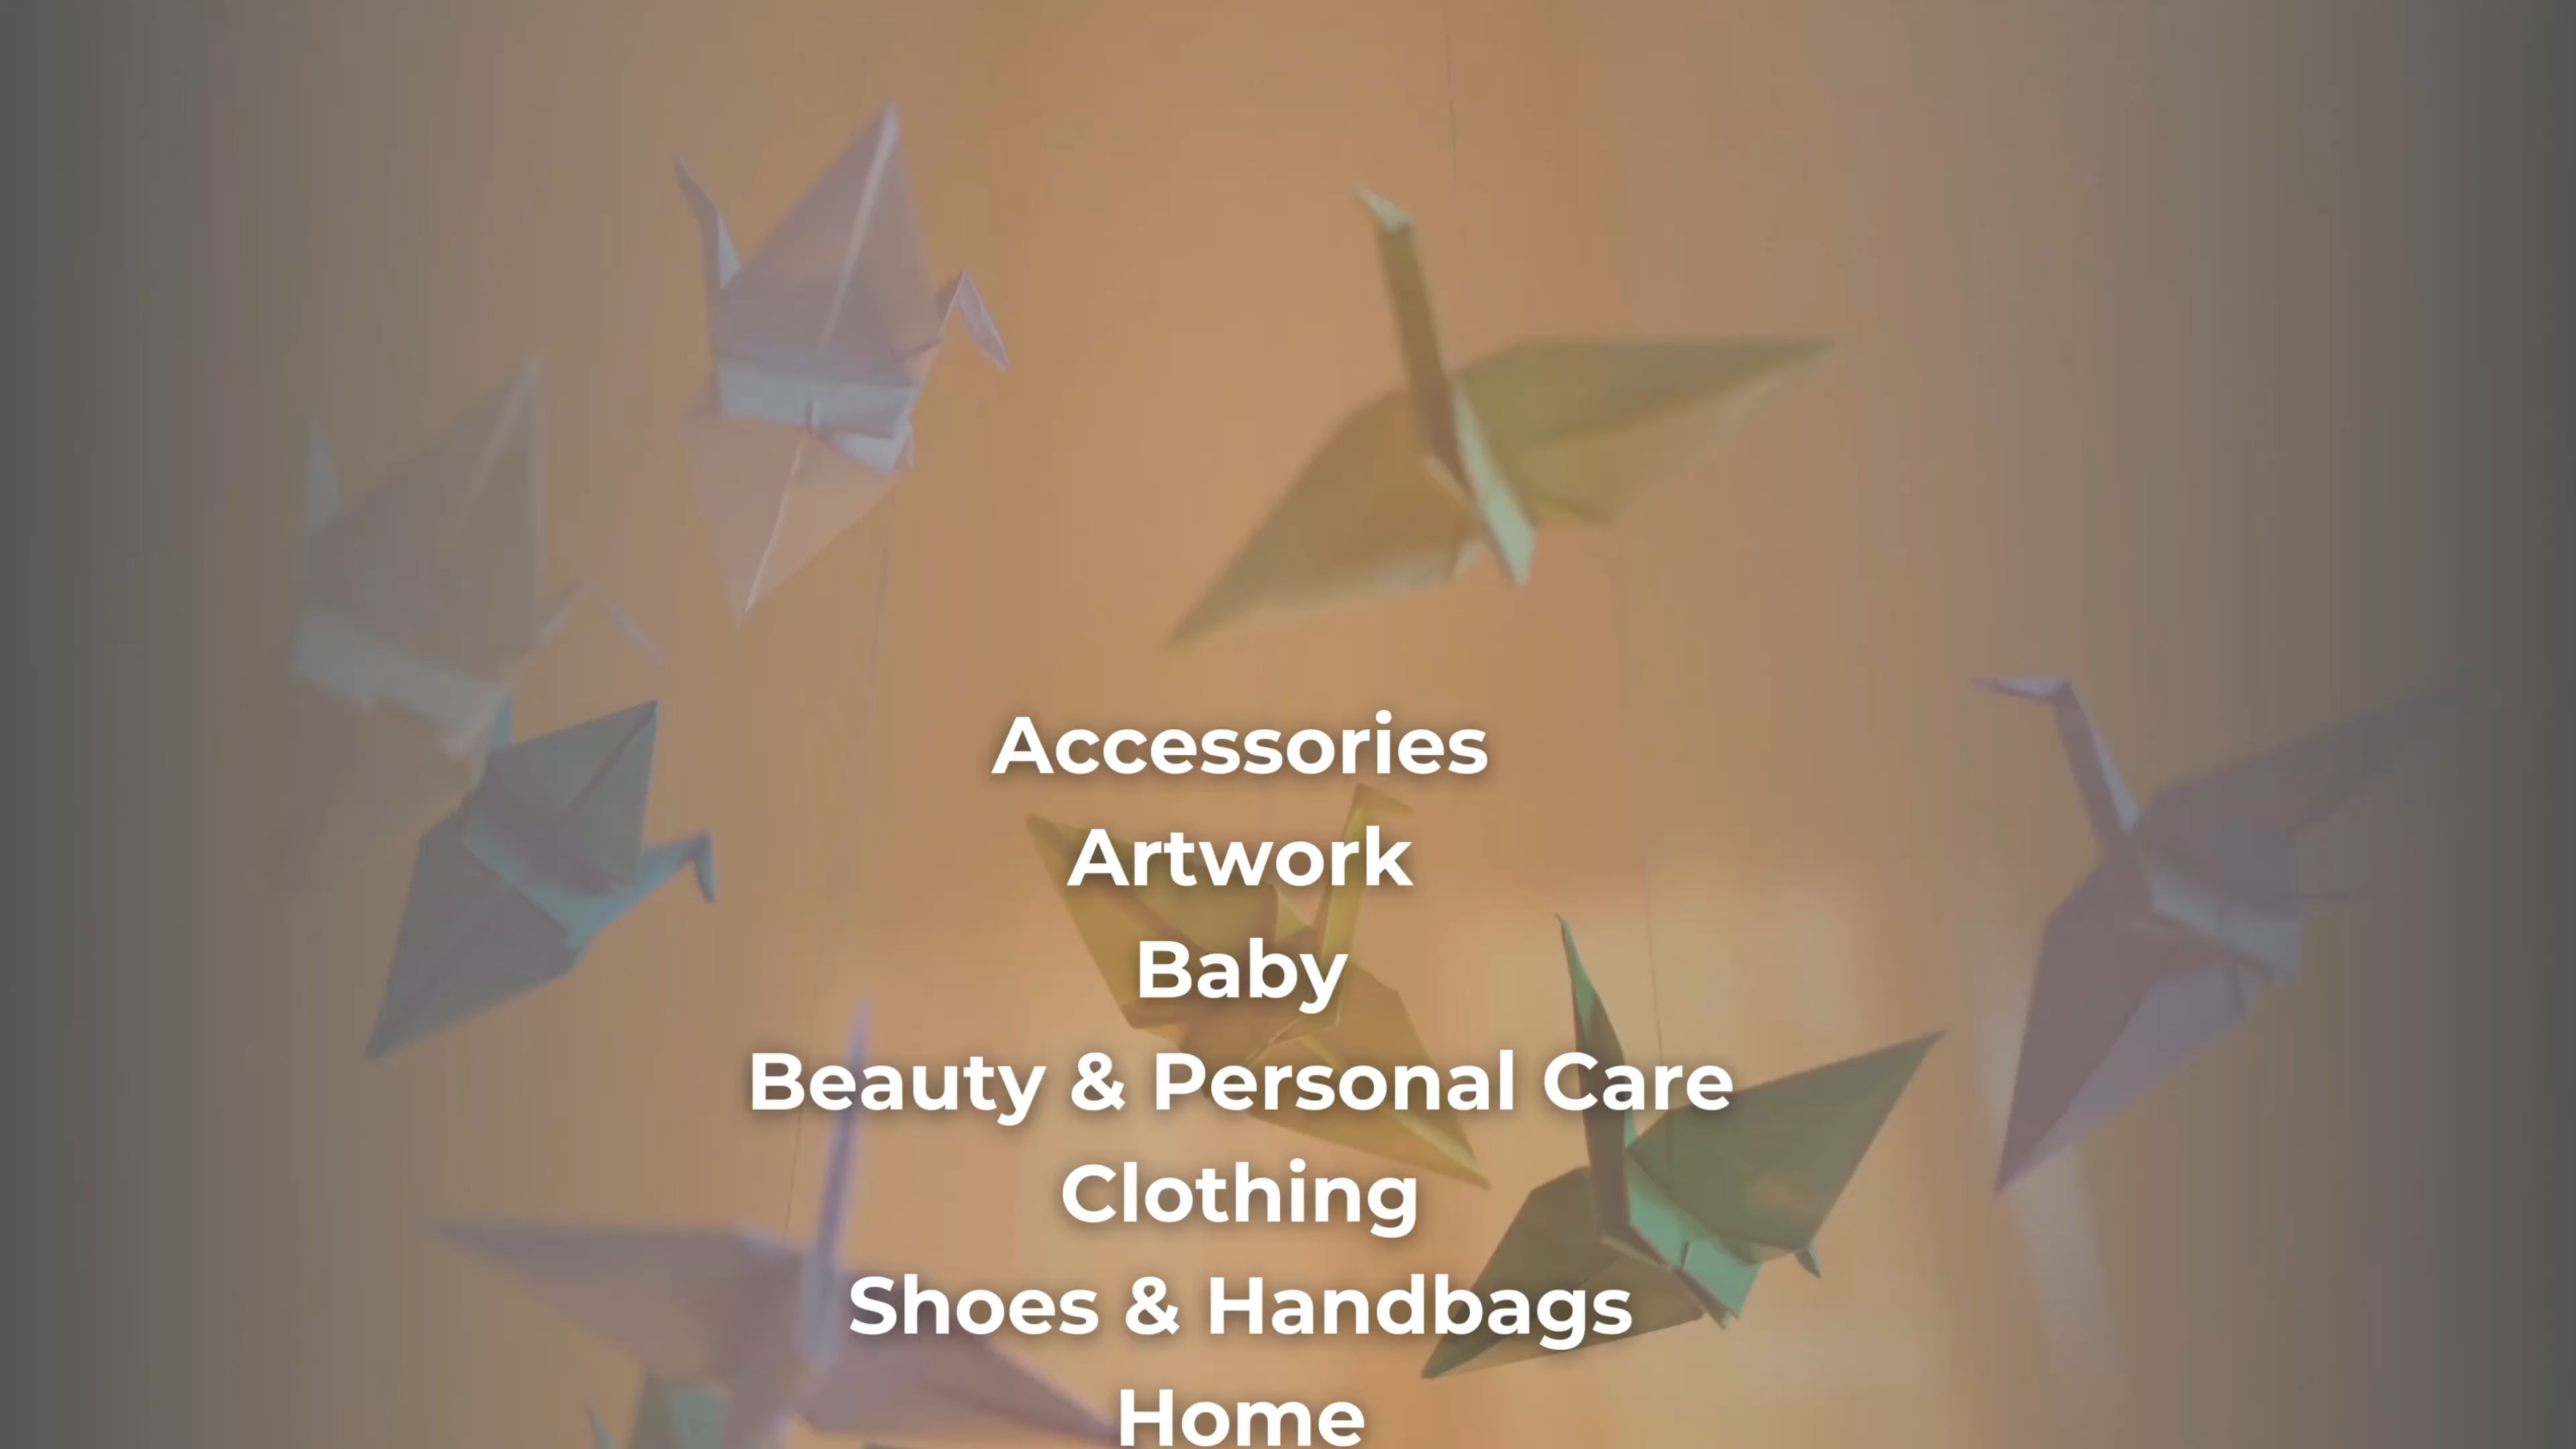 Accessories
Artwork
Baby
Beauty & Personal Care
Clothing
Shoes & Handbags
Home